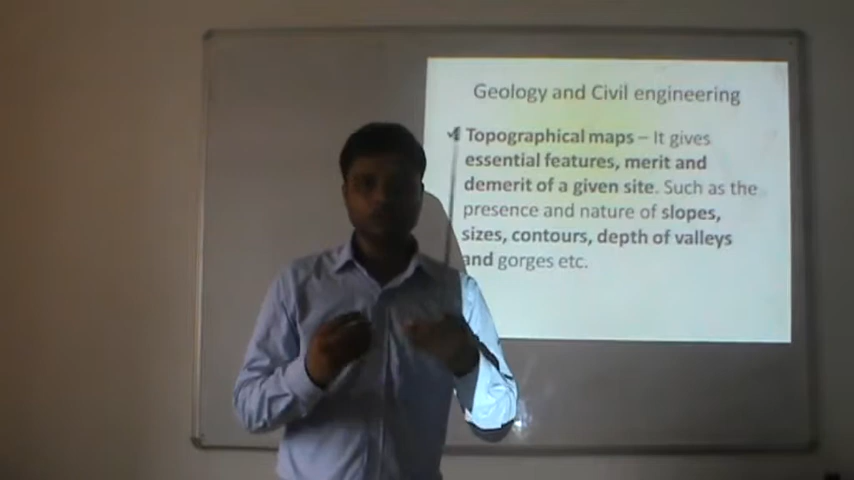 Geology and Civil engineering
✓ Topographical maps – It gives
essential features, merit and
demerit of a given site. Such as the
presence and nature of slopes,
sizes, contours, depth of valleys
and gorges etc.